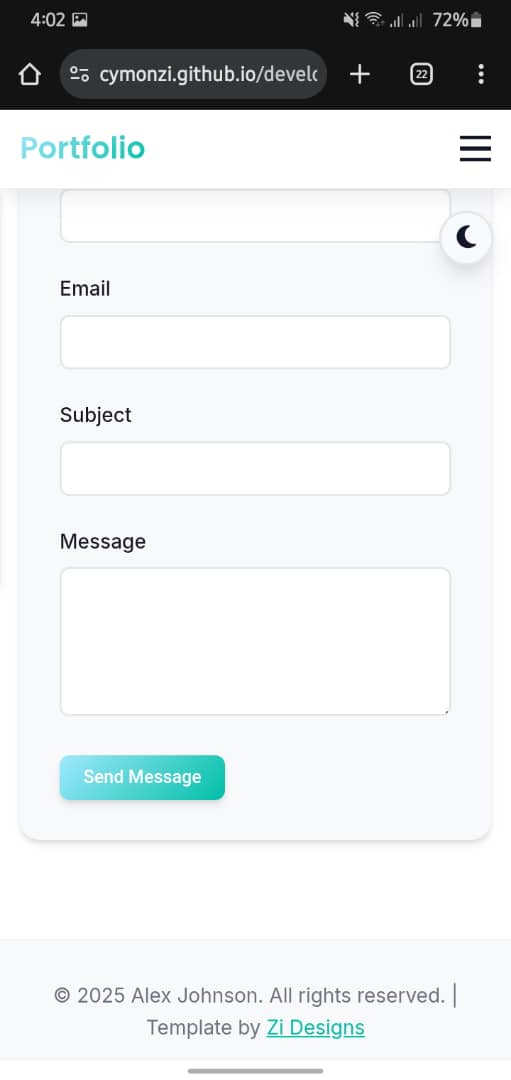 4:02
72%
cymonzi.github.io/develo
22
Portfolio
Email
Subject
Message
Send Message
© 2025 Alex Johnson. All rights reserved. |
Template by Zi Designs